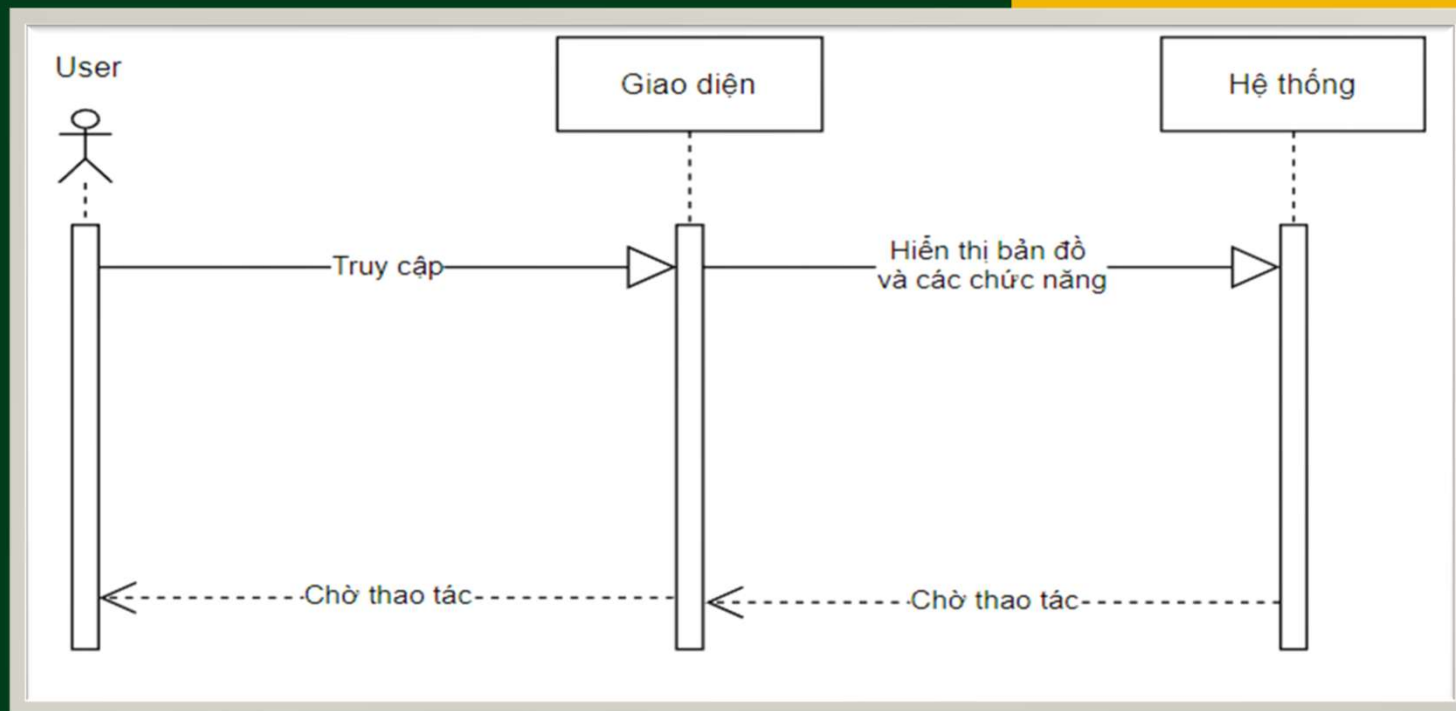 User
Giao diện
Hệ thống
Truy cập
Hiển thị bản đồ
và các chức năng
Chờ thao tác
Chờ thao tác